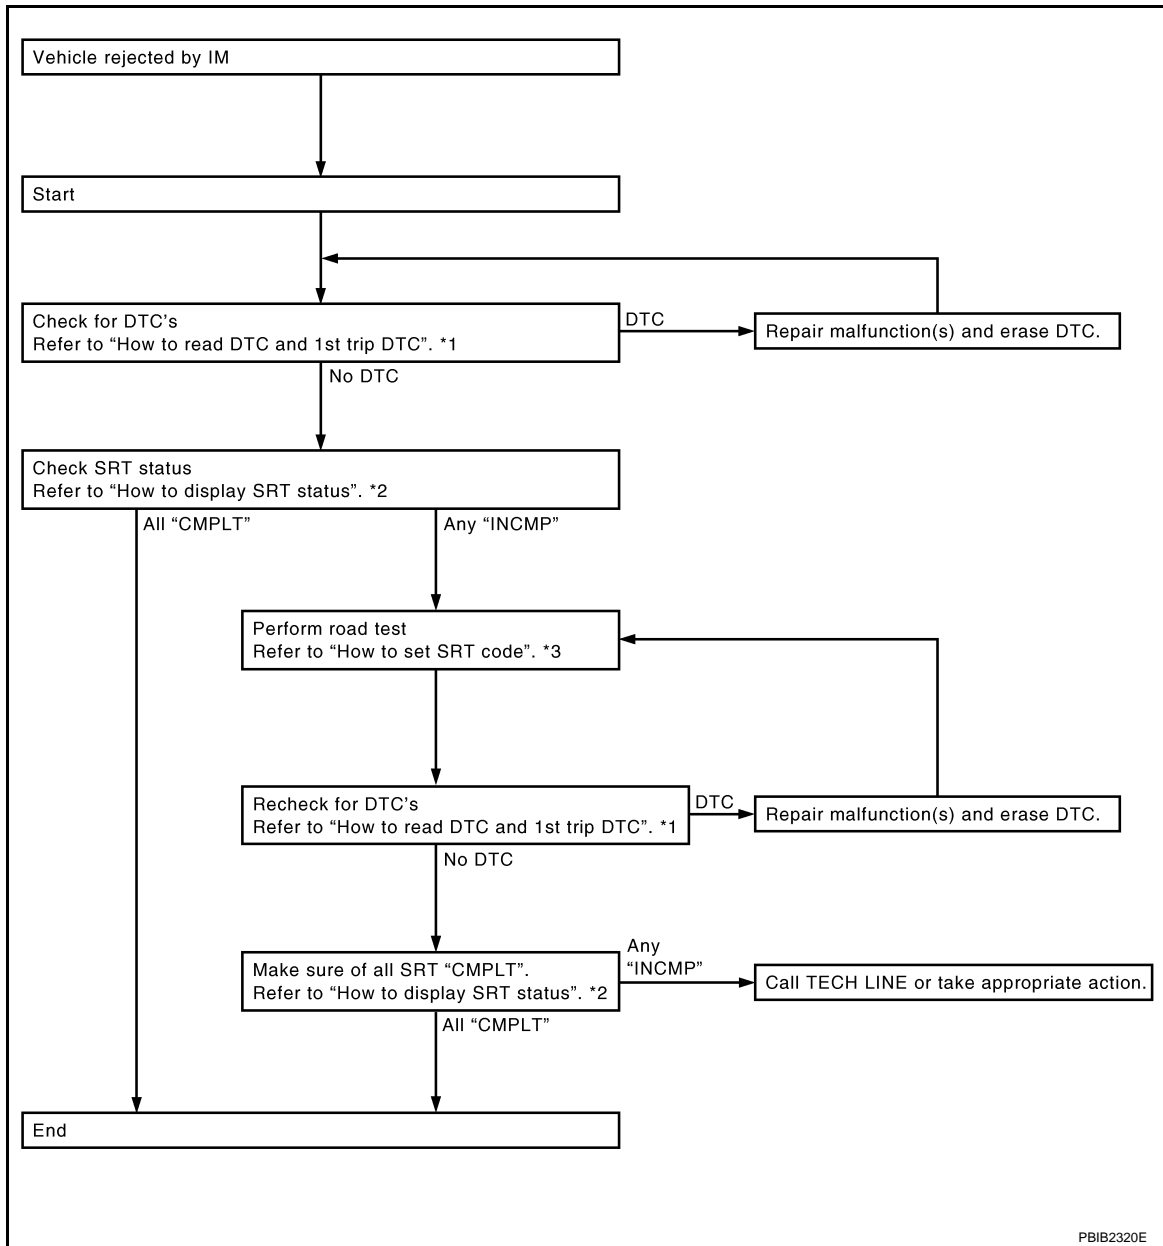 Vehicle rejected by IM
Start
Check for DTC's
Refer to “How to read DTC and 1st trip DTC”. *1
DTC
Repair malfunction(s) and erase DTC.
No DTC
Check SRT status
Refer to “How to display SRT status”. *2
All “CMPLT”
Any “INCMP”
Perform road test
Refer to “How to set SRT code”. *3
Recheck for DTC's
Refer to “How to read DTC and 1st trip DTC”. *1
DTC
Repair malfunction(s) and erase DTC.
No DTC
Make sure of all SRT “CMPLT”.
Refer to “How to display SRT status”. *2
Any
“INCMP”
Call TECH LINE or take appropriate action.
All “CMPLT”
End
PBIB2320E